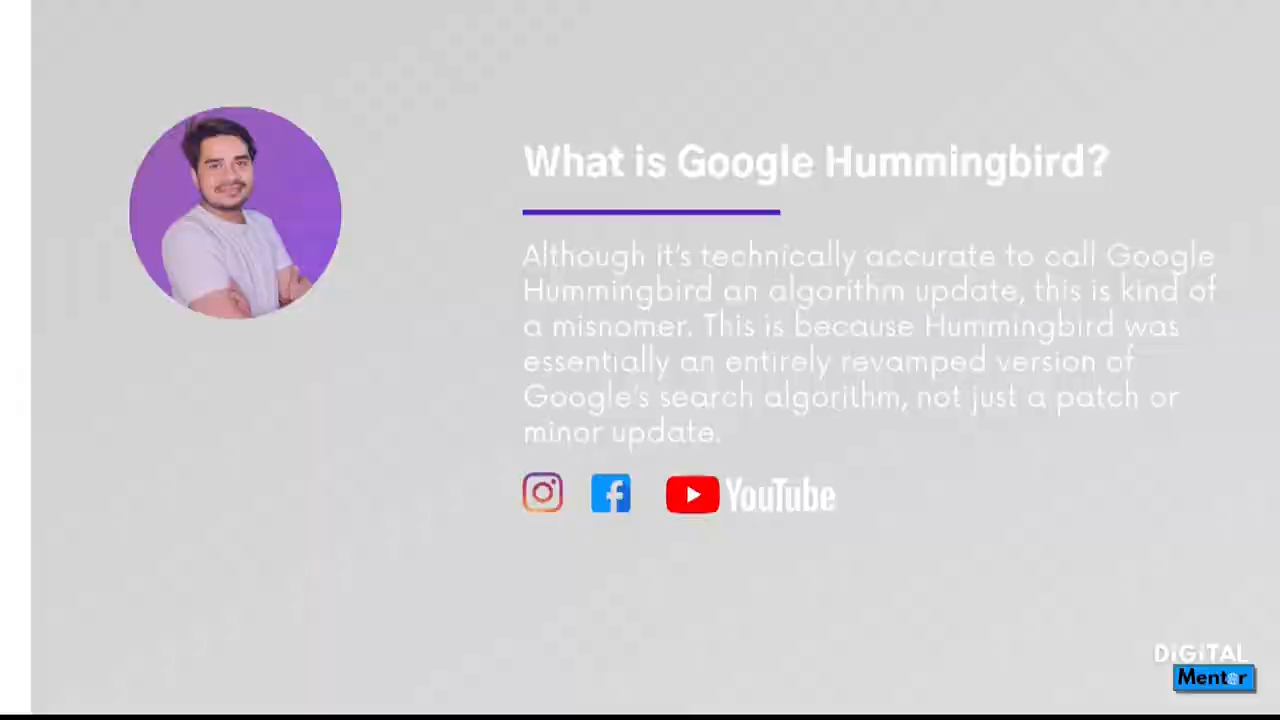 What is Google Hummingbird?
Although it's technically accurate to call Google
Hummingbird an algorithm update, this is kind of
a misnomer. This is because Hummingbird was
essentially an entirely revamped version of
Google's search algorithm, not just a patch or
minor update.
YouTube
DIGITAL
Mentor